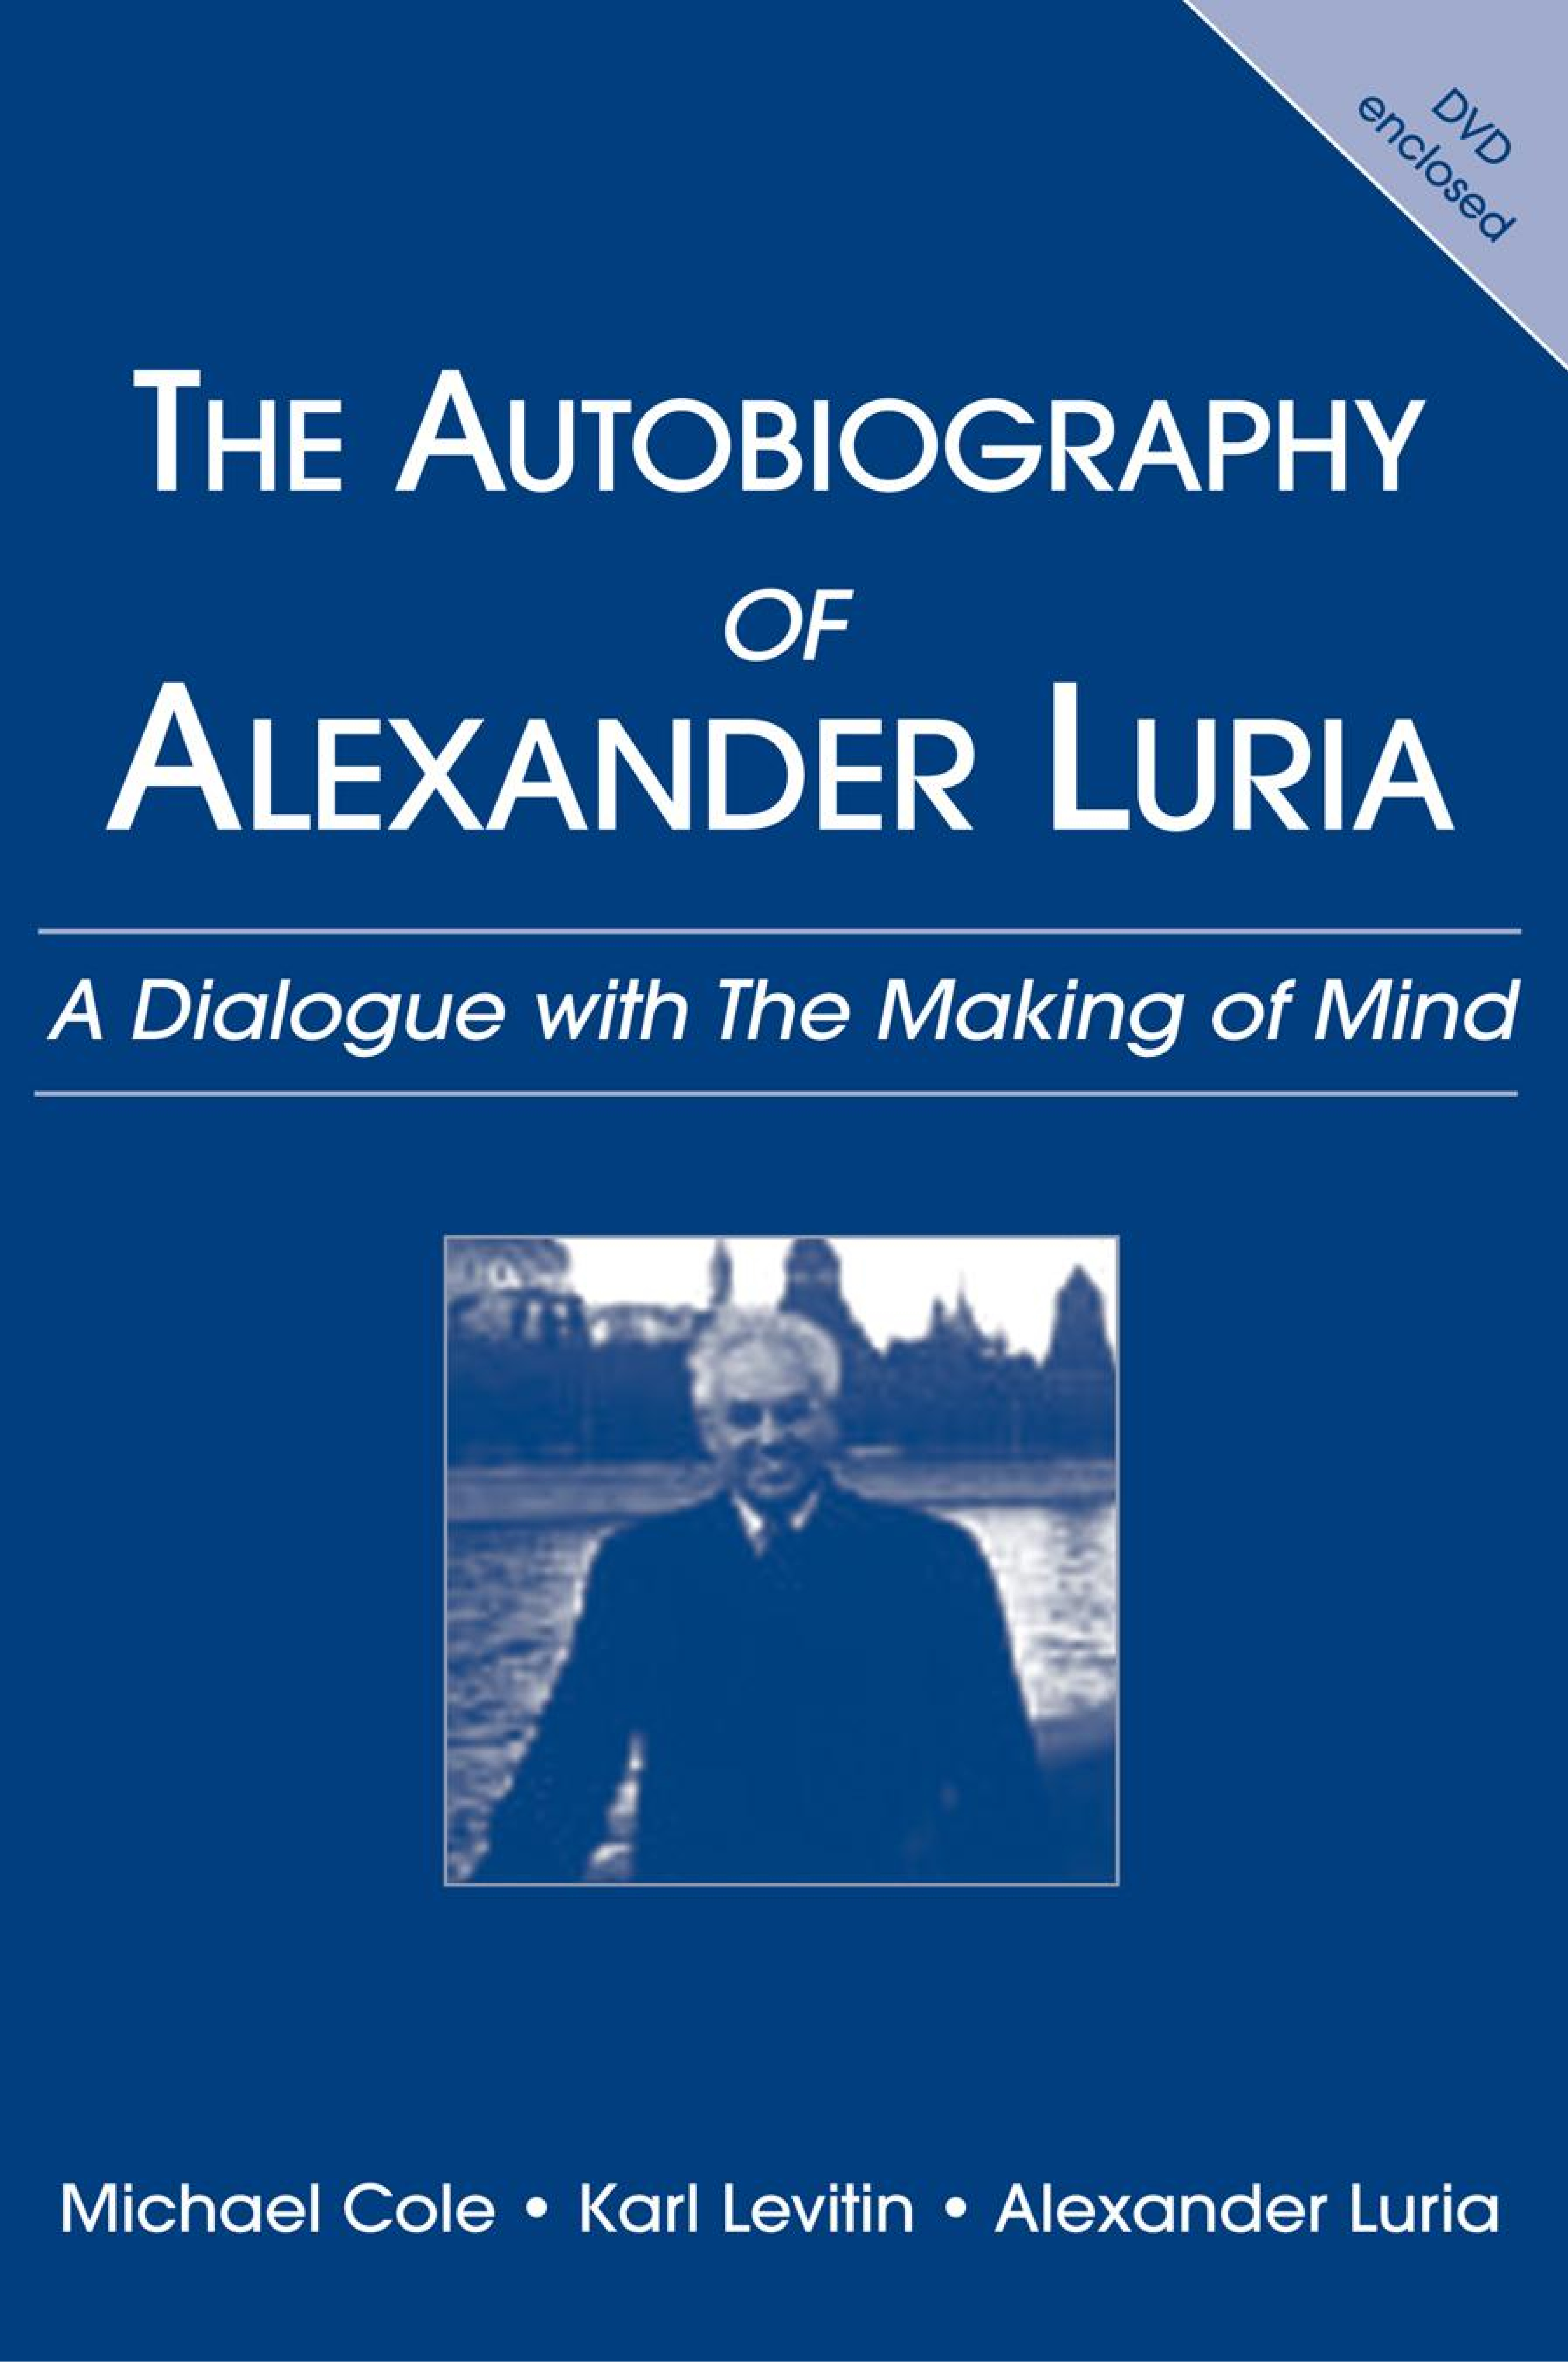 DVD
enclosed
THE AUTOBIOGRAPHY
OF
ALEXANDER LURIA
A Dialogue with The Making of Mind
Michael Cole • Karl Levitin • Alexander Luria